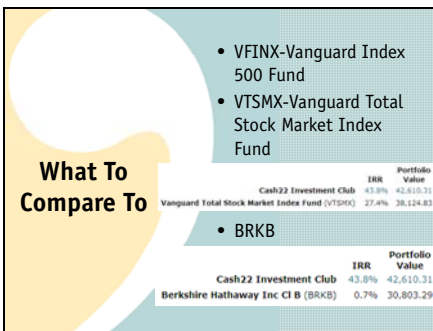 • VFINX-Vanguard Index
500 Fund
• VTSMX-Vanguard Total
Stock Market Index
Fund
What To
Compare To
Portfolio
IRR Value
Cash22 Investment Club 43.8% 42,610.31
Vanguard Total Stock Market Index Fund (VTSMX) 27.4% 38,124.83
• BRKB
Portfolio
IRR Value
Cash22 Investment Club 43.8% 42,610.31
Berkshire Hathaway Inc Cl B (BRKB) 0.7% 30,803.29